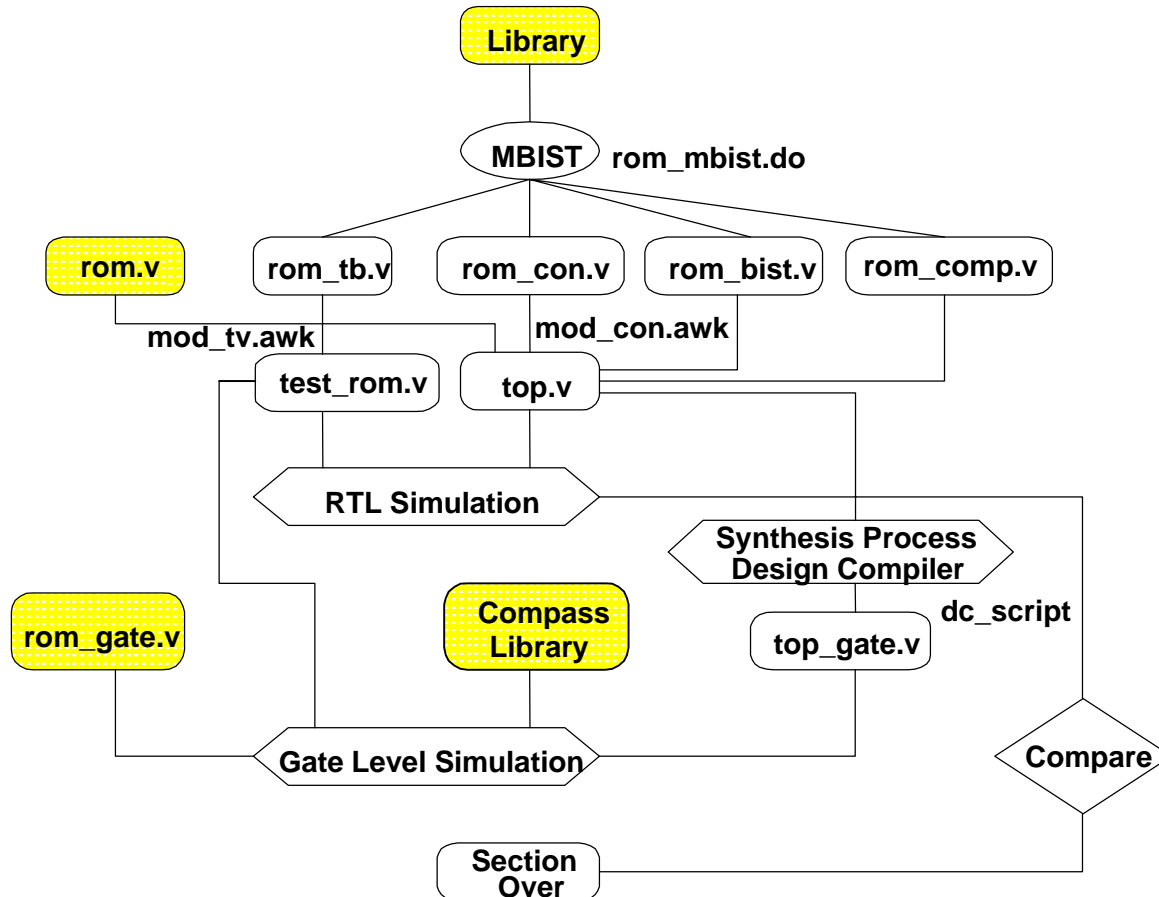 Library
MBIST
rom_mbist.do
rom.v
rom_tb.v
rom_con.v
rom_bist.v
rom_comp.v
mod_tv.awk
mod_con.awk
test_rom.v
top.v
RTL Simulation
Synthesis Process
Design Compiler
dc_script
rom_gate.v
Compass
Library
top_gate.v
Gate Level Simulation
Compare
Section
Over